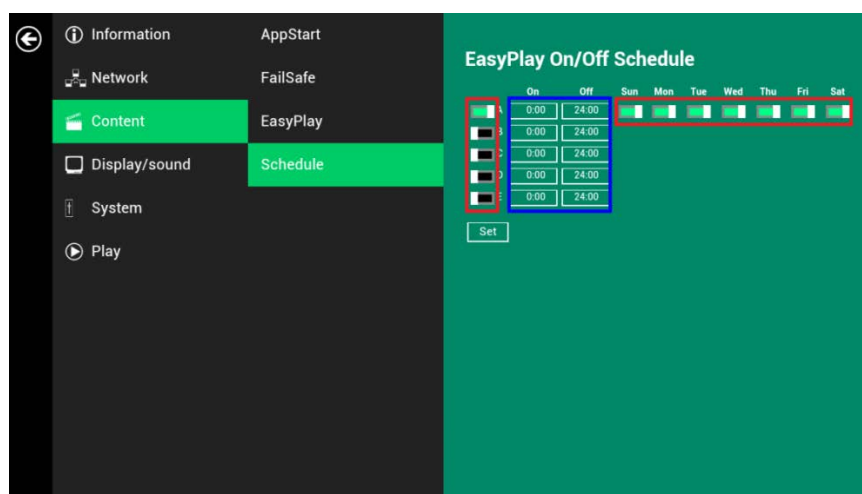 Information
Network
Content
Display/sound
System
Play
AppStart
FailSafe
EasyPlay
Schedule
EasyPlay On/Off Schedule
On Off Sun Mon Tue Wed Thu Fri Sat
A 0:00 24:00
B 0:00 24:00
C 0:00 24:00
D 0:00 24:00
E 0:00 24:00
Set